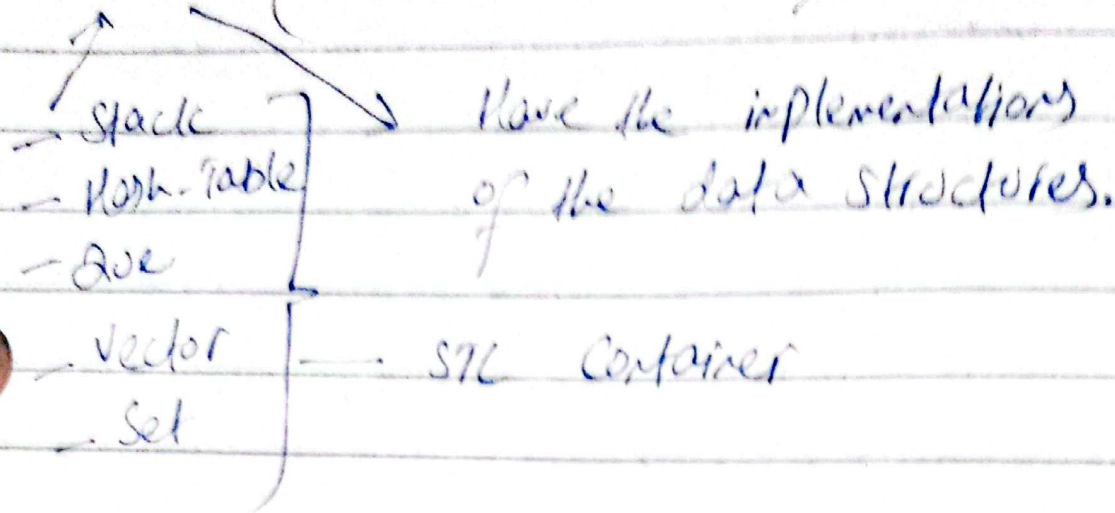 - Stack
- Hash-Table
- Que
- Vector
- Set
Have the implementations
of the data structures.
STL Container